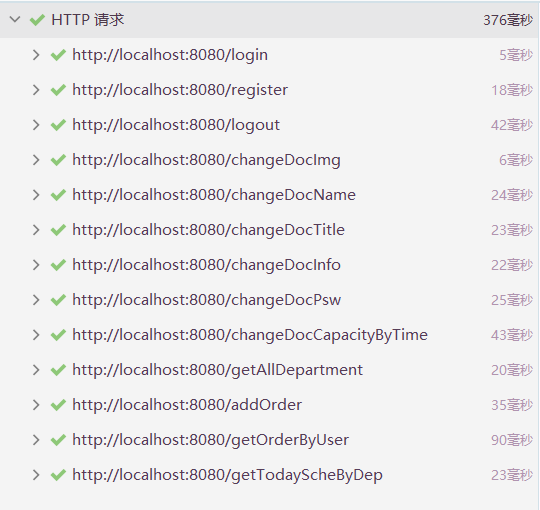 HTTP 请求 376毫秒
http://localhost:8080/login 5毫秒
http://localhost:8080/register 18毫秒
http://localhost:8080/logout 42毫秒
http://localhost:8080/changeDocImg 6毫秒
http://localhost:8080/changeDocName 24毫秒
http://localhost:8080/changeDocTitle 23毫秒
http://localhost:8080/changeDocInfo 22毫秒
http://localhost:8080/changeDocPsw 25毫秒
http://localhost:8080/changeDocCapacityByTime 43毫秒
http://localhost:8080/getAllDepartment 20毫秒
http://localhost:8080/addOrder 35毫秒
http://localhost:8080/getOrderByUser 90毫秒
http://localhost:8080/getTodayScheByDep 23毫秒